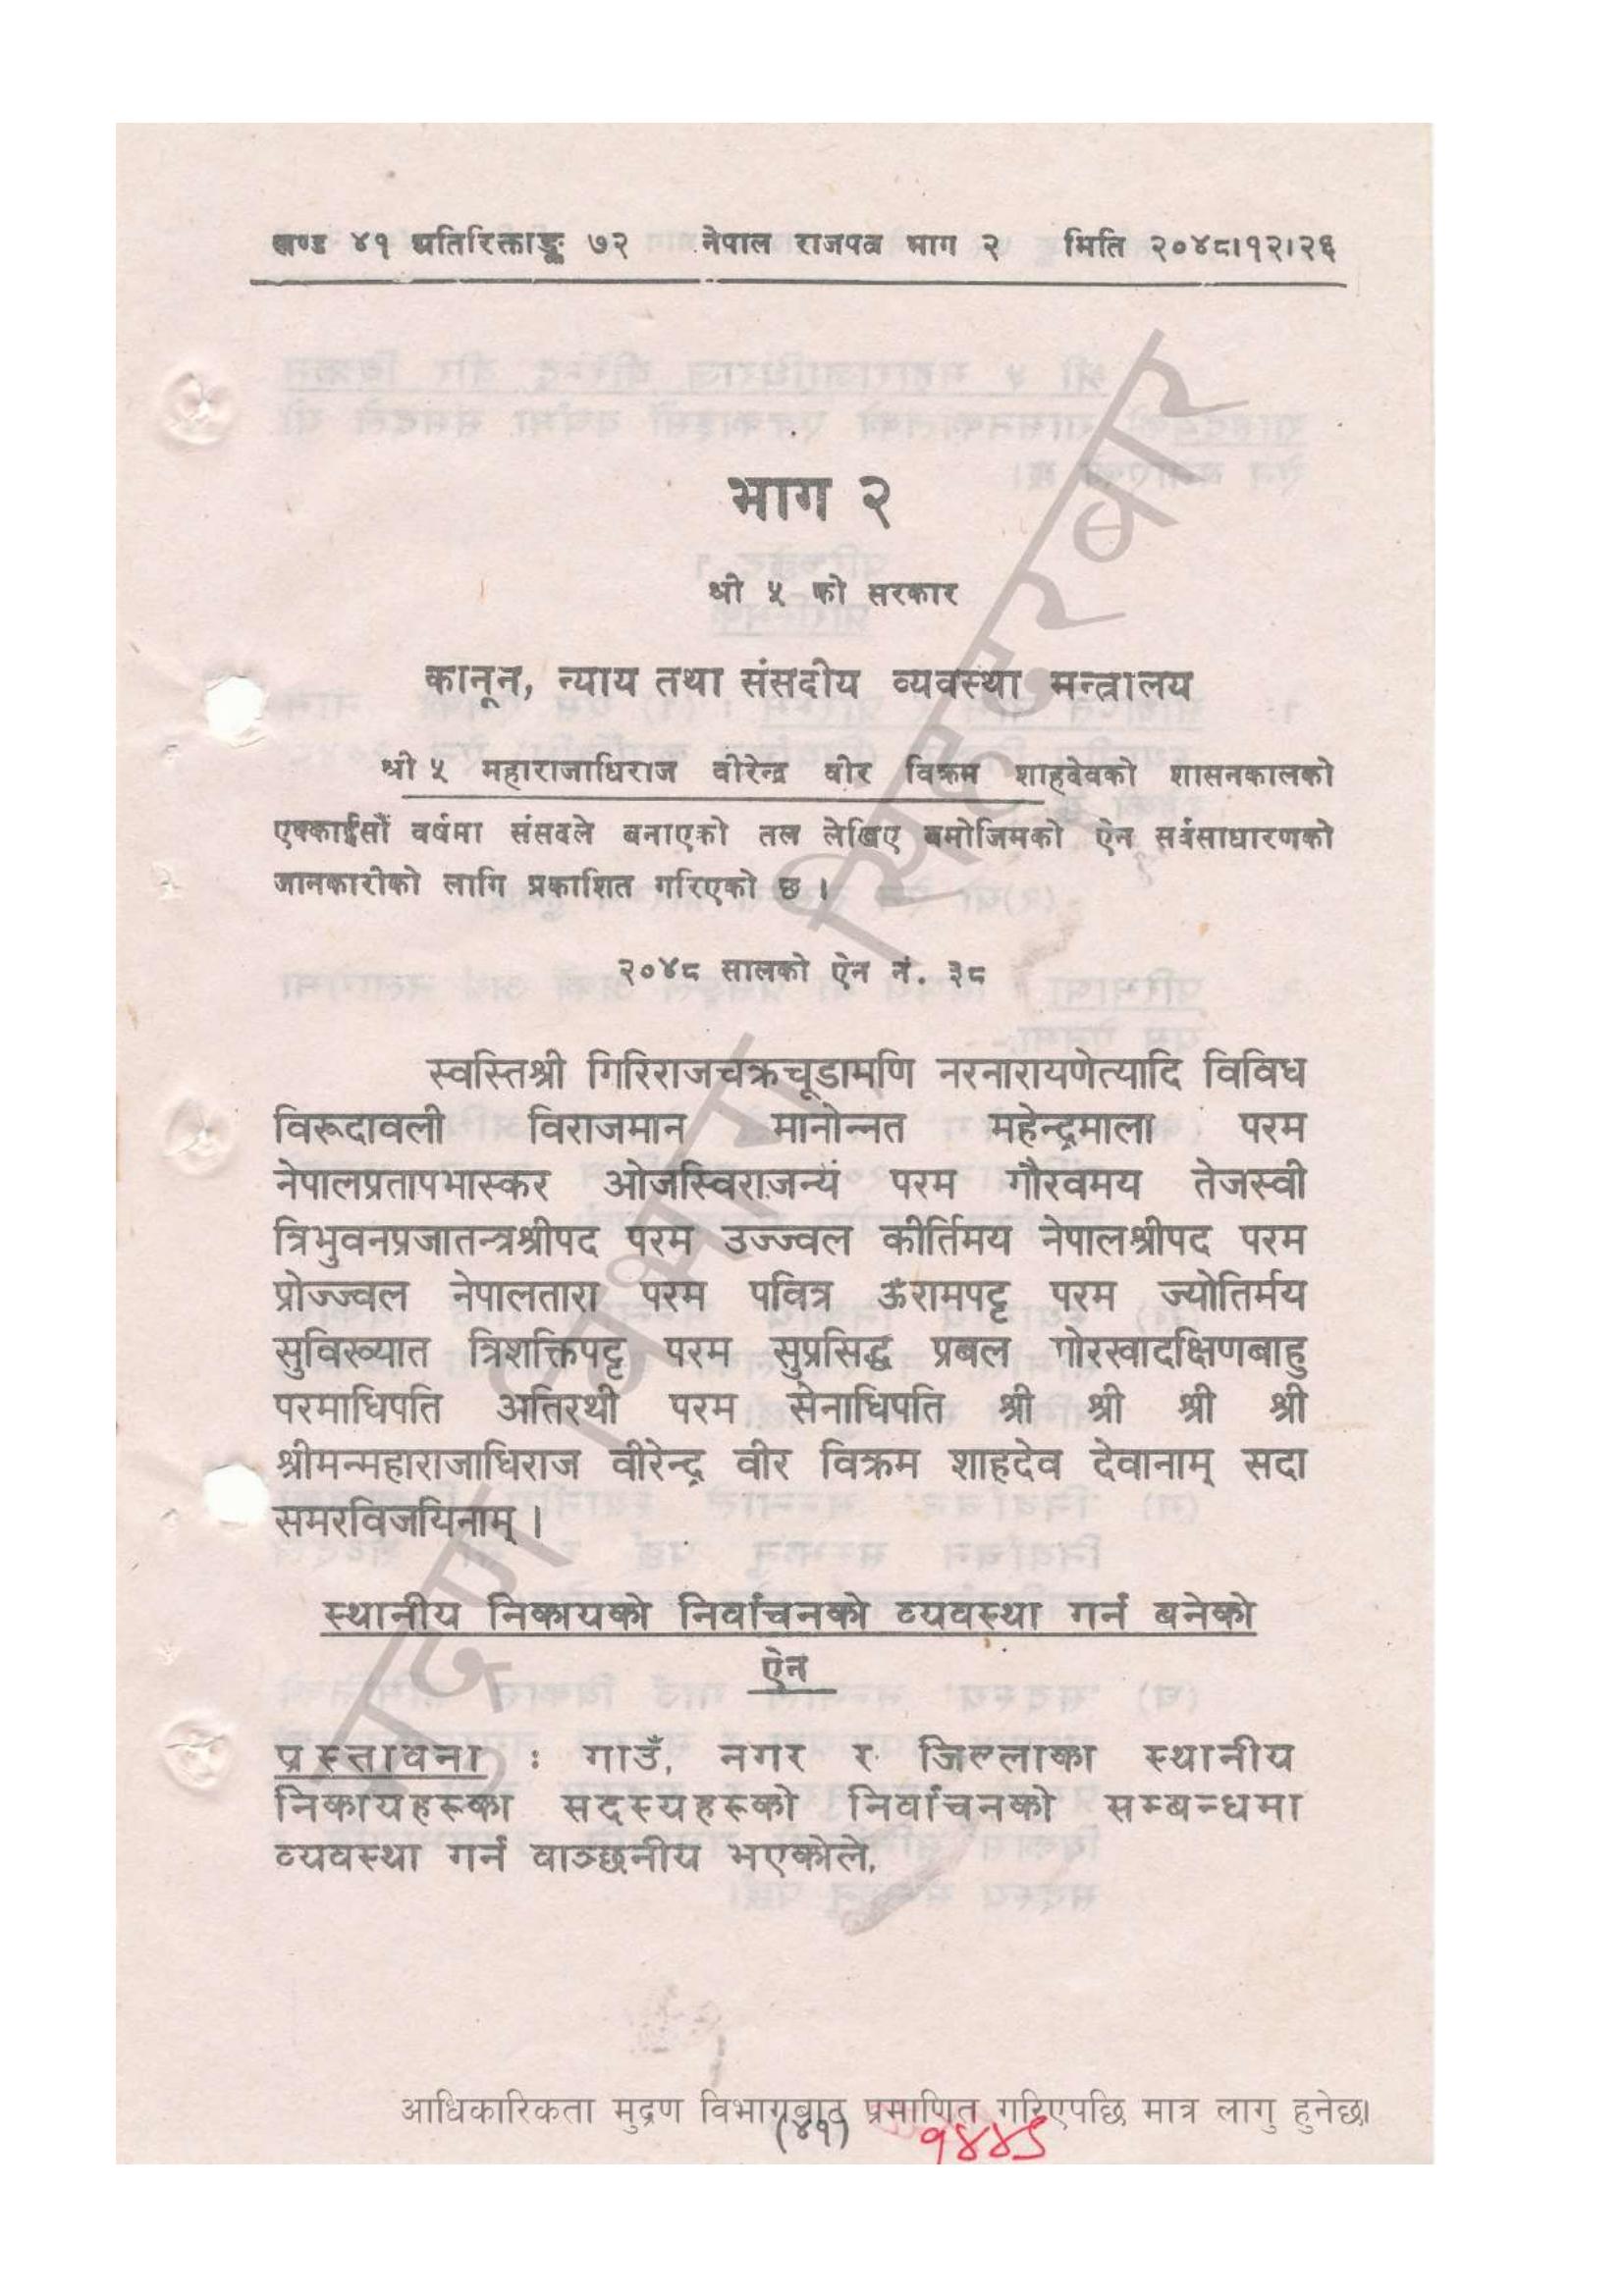 खण्ड ४१ अतिरिक्ताङ्क ७२ नेपाल राजपत्र भाग २ मिति २०४८।१२।२६
भाग २
श्री ५ को सरकार
कानून, न्याय तथा संसदीय व्यवस्था मन्त्रालय
श्री ५ महाराजाधिराज वीरेन्द्र वीर विक्रम शाहदेवको शासनकालको
एक्काईसौं वर्षमा संसदले बनाएको तल लेखिए बमोजिमको ऐन सर्वसाधारणको
जानकारीको लागि प्रकाशित गरिएको छ ।
२०४८ सालको ऐन नं. ३८
स्वस्तिश्री गिरिराजचक्रचूडामणि नरनारायणेत्यादि विविध
विरूदावली विराजमान मानोन्नत महेन्द्रमाला परम
नेपालप्रतापभास्कर ओजस्विराजन्य परम गौरवमय तेजस्वी
त्रिभुवनप्रजातन्त्रश्रीपद परम उज्ज्वल कीर्तिमय नेपालश्रीपद परम
प्रोज्ज्वल नेपालतारा परम पवित्र ॐरामपट्ट परम ज्योतिर्मय
सुविख्यात त्रिशक्तिपट्ट परम सुप्रसिद्ध प्रबल गोरखादक्षिणबाहु
परमाधिपति अतिरथी परम सेनाधिपति श्री श्री श्री श्री
श्रीमन्महाराजाधिराज वीरेन्द्र वीर विक्रम शाहदेव देवानाम् सदा
समरविजयिनाम् ।
स्थानीय निकायको निर्वाचनको व्यवस्था गर्न बनेको
ऐन
प्रस्तावना : गाउँ, नगर र जिल्लाका स्थानीय
निकायहरूका सदस्यहरूको निर्वाचनको सम्बन्धमा
व्यवस्था गर्न वाञ्छनीय भएकोले,
मुद्रण विभाग, सिंहदरबार
आधिकारिकता मुद्रण विभागबाट प्रमाणित गरिएपछि मात्र लागु हुनेछ।
(४१)